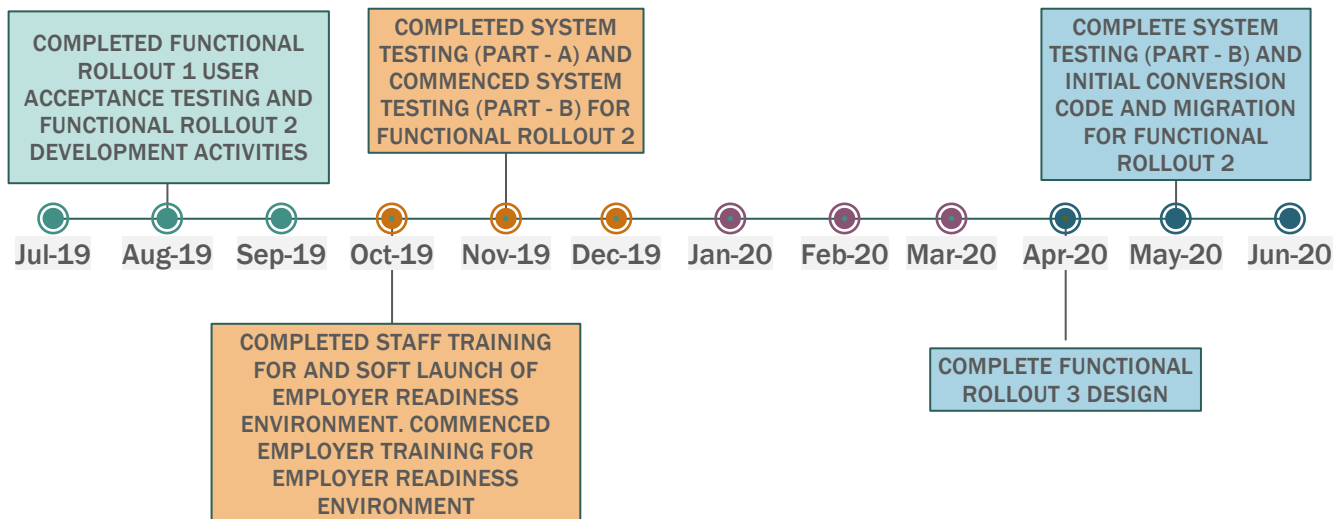 COMPLETED FUNCTIONAL
ROLLOUT 1 USER
ACCEPTANCE TESTING AND
FUNCTIONAL ROLLOUT 2
DEVELOPMENT ACTIVITIES
COMPLETED SYSTEM
TESTING (PART - A) AND
COMMENCED SYSTEM
TESTING (PART - B) FOR
FUNCTIONAL ROLLOUT 2
COMPLETE SYSTEM
TESTING (PART - B) AND
INITIAL CONVERSION
CODE AND MIGRATION
FOR FUNCTIONAL
ROLLOUT 2
Jul-19 Aug-19 Sep-19 Oct-19 Nov-19 Dec-19 Jan-20 Feb-20 Mar-20 Apr-20 May-20 Jun-20
COMPLETED STAFF TRAINING
FOR AND SOFT LAUNCH OF
EMPLOYER READINESS
ENVIRONMENT. COMMENCED
EMPLOYER TRAINING FOR
EMPLOYER READINESS
ENVIRONMENT
COMPLETE FUNCTIONAL
ROLLOUT 3 DESIGN